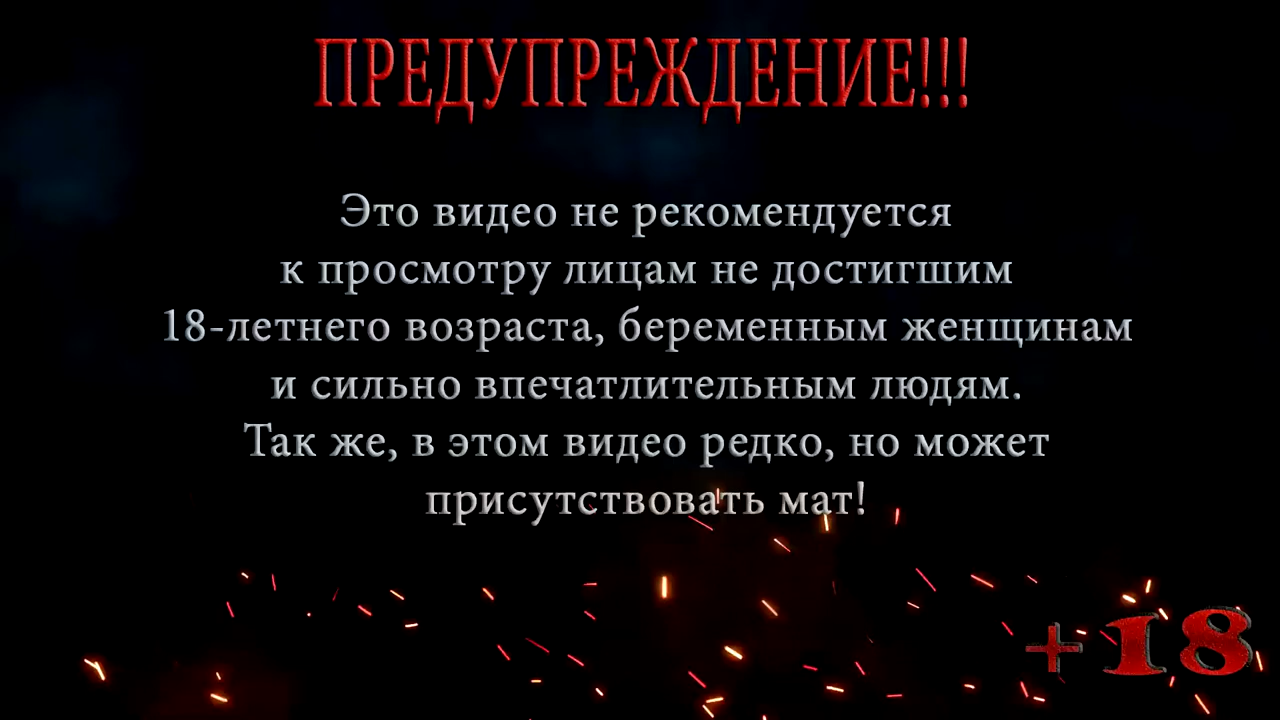 ПРЕДУПРЕЖДЕНИЕ!!!
Это видео не рекомендуется
к просмотру лицам не достигшим
18-летнего возраста, беременным женщинам
и сильно впечатлительным людям.
Так же, в этом видео редко, но может
присутствовать мат!
+18